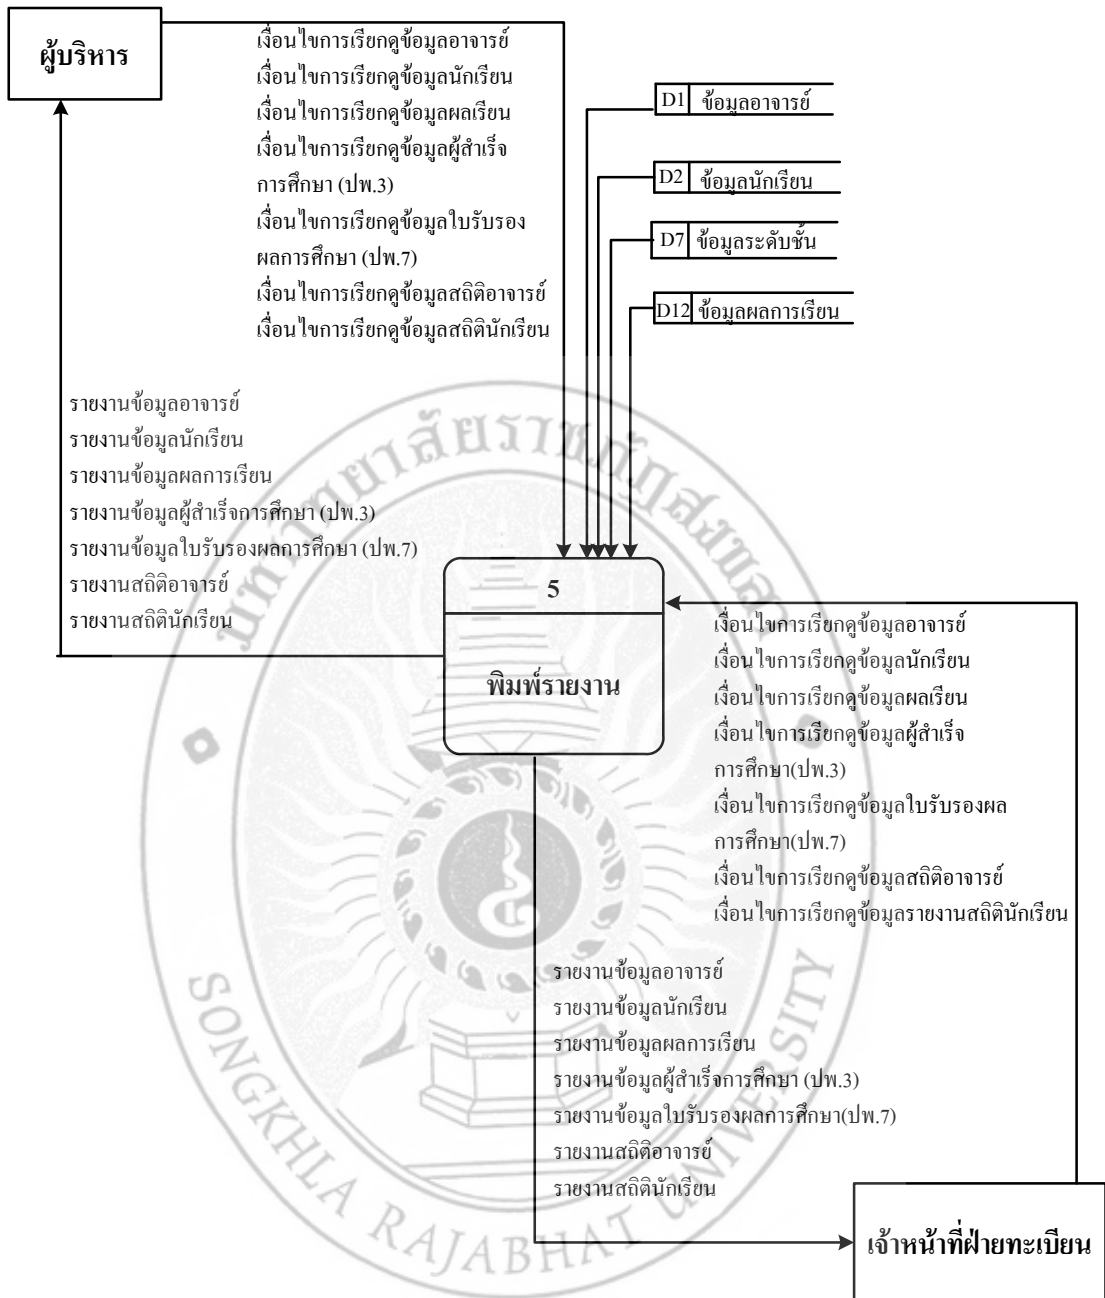 ผู้บริหาร
เงื่อนไขการเรียกดูข้อมูลอาจารย์
เงื่อนไขการเรียกดูข้อมูลนักเรียน
เงื่อนไขการเรียกดูข้อมูลผลเรียน
เงื่อนไขการเรียกดูข้อมูลผู้สำเร็จ
การศึกษา (ปพ.3)
เงื่อนไขการเรียกดูข้อมูลใบรับรอง
ผลการศึกษา (ปพ.7)
เงื่อนไขการเรียกดูข้อมูลสถิติอาจารย์
เงื่อนไขการเรียกดูข้อมูลสถิตินักเรียน
D1 ข้อมูลอาจารย์
D2 ข้อมูลนักเรียน
D7 ข้อมูลระดับชั้น
D12 ข้อมูลผลการเรียน
รายงานข้อมูลอาจารย์
รายงานข้อมูลนักเรียน
รายงานข้อมูลผลการเรียน
รายงานข้อมูลผู้สำเร็จการศึกษา (ปพ.3)
รายงานข้อมูลใบรับรองผลการศึกษา (ปพ.7)
รายงานสถิติอาจารย์
รายงานสถิตินักเรียน
มหาวิทยาลัยราชภัฏสงขลา
5
พิมพ์รายงาน
เงื่อนไขการเรียกดูข้อมูลอาจารย์
เงื่อนไขการเรียกดูข้อมูลนักเรียน
เงื่อนไขการเรียกดูข้อมูลผลเรียน
เงื่อนไขการเรียกดูข้อมูลผู้สำเร็จ
การศึกษา(ปพ.3)
เงื่อนไขการเรียกดูข้อมูลใบรับรองผล
การศึกษา(ปพ.7)
เงื่อนไขการเรียกดูข้อมูลสถิติอาจารย์
เงื่อนไขการเรียกดูข้อมูลรายงานสถิตินักเรียน
รายงานข้อมูลอาจารย์
รายงานข้อมูลนักเรียน
รายงานข้อมูลผลการเรียน
รายงานข้อมูลผู้สำเร็จการศึกษา (ปพ.3)
รายงานข้อมูลใบรับรองผลการศึกษา(ปพ.7)
รายงานสถิติอาจารย์
รายงานสถิตินักเรียน
SONGKHLA RAJABHAT UNIVERSITY
เจ้าหน้าที่ฝ่ายทะเบียน